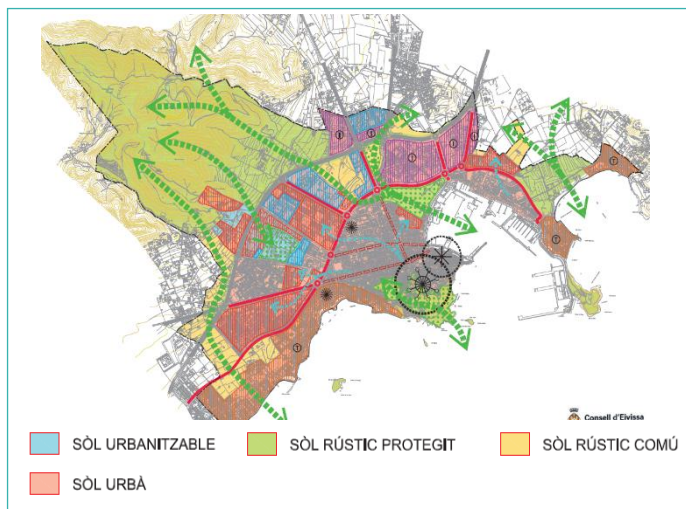 Consell d'Eivissa
SÒL URBANITZABLE
SÒL RÚSTIC PROTEGIT
SÒL RÚSTIC COMÚ
SÒL URBÀ